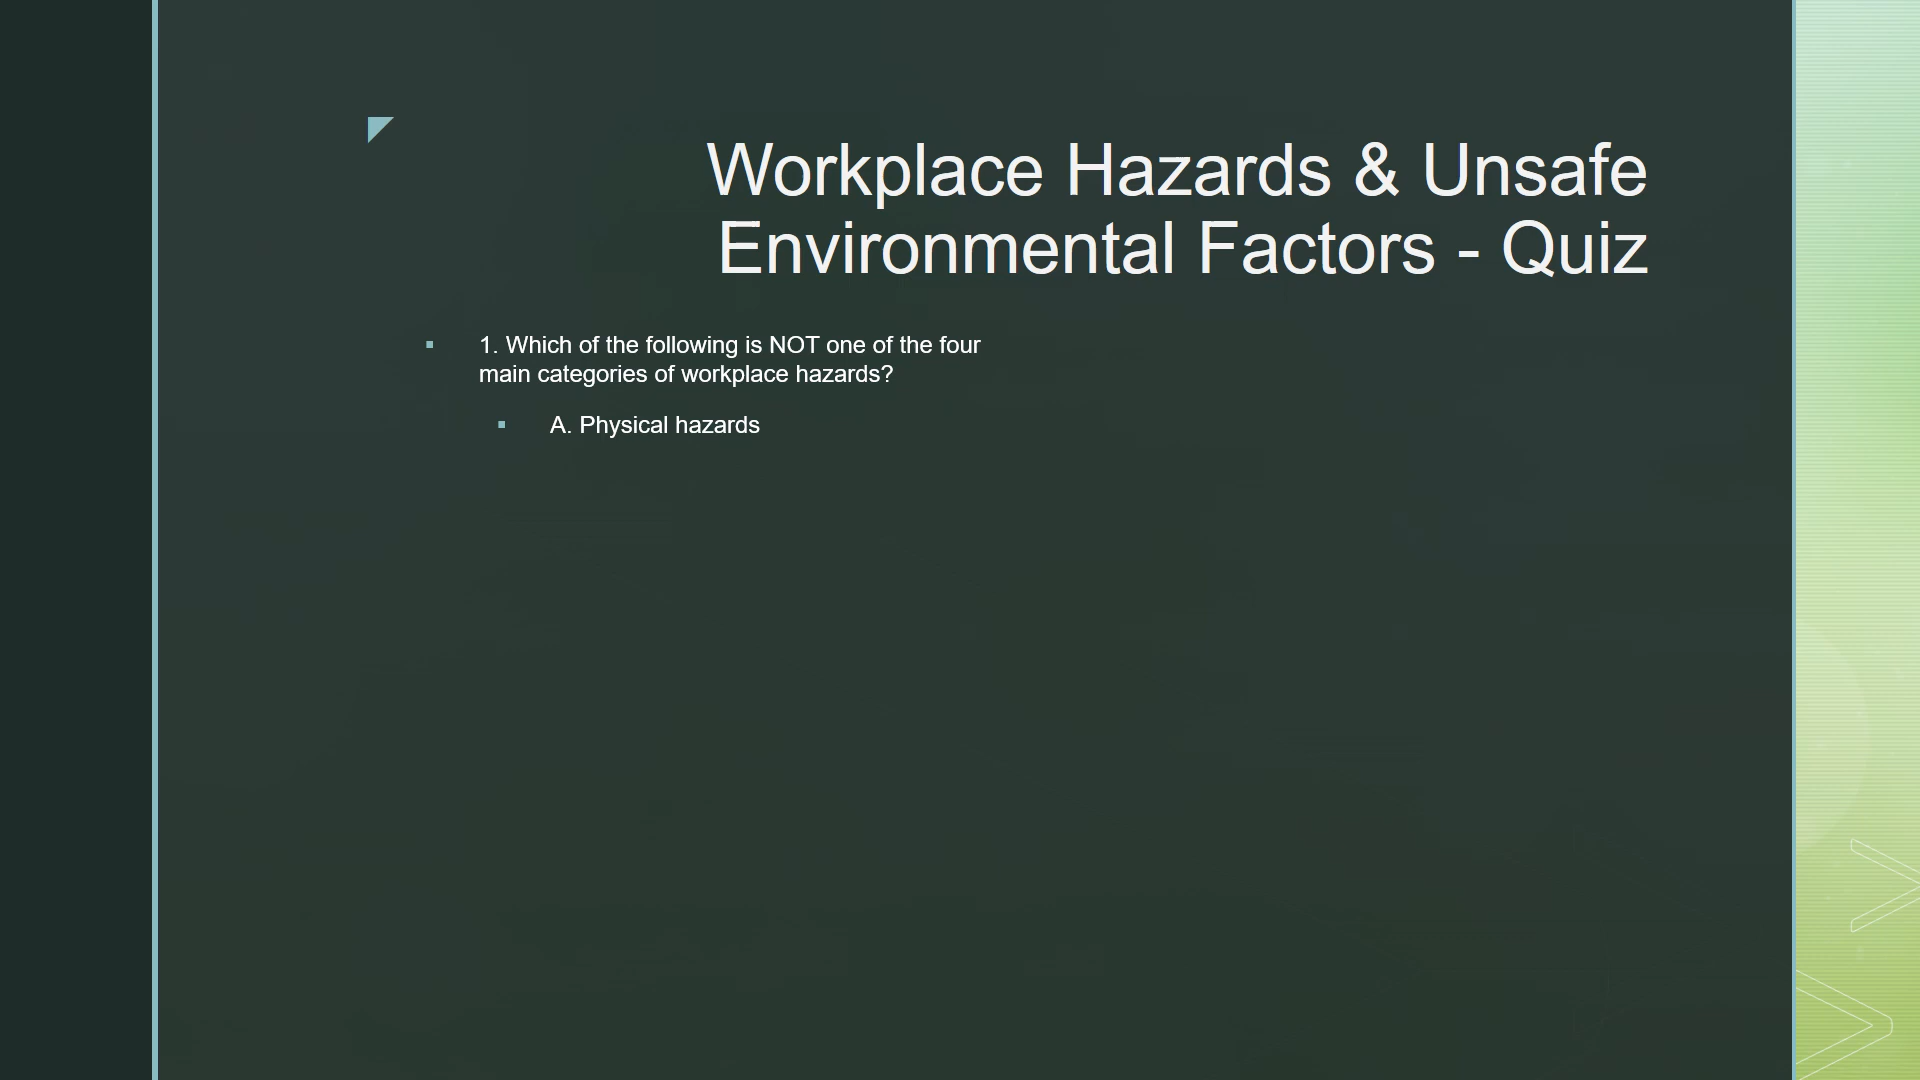 Workplace Hazards & Unsafe
Environmental Factors - Quiz
1. Which of the following is NOT one of the four
main categories of workplace hazards?
A. Physical hazards